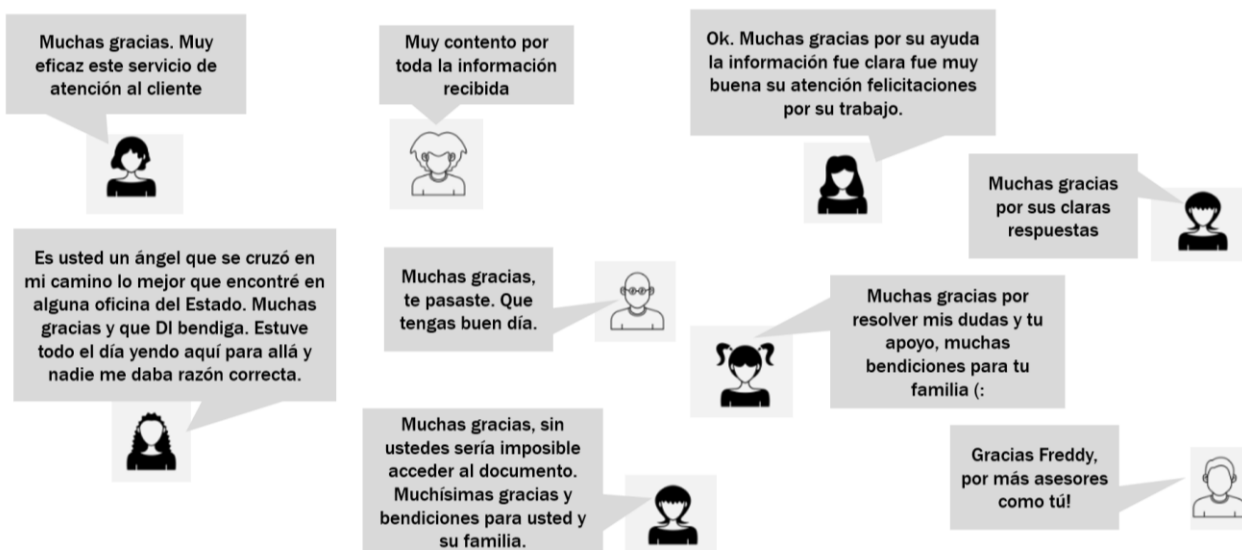 Muchas gracias. Muy
eficaz este servicio de
atención al cliente
Muy contento por
toda la información
recibida
Ok. Muchas gracias por su ayuda
la información fue clara fue muy
buena su atención felicitaciones
por su trabajo.
Muchas gracias
por sus claras
respuestas
Es usted un ángel que se cruzó en
mi camino lo mejor que encontré en
alguna oficina del Estado. Muchas
gracias y que DI bendiga. Estuve
todo el día yendo aquí para allá y
nadie me daba razón correcta.
Muchas gracias,
te pasaste. Que
tengas buen día.
Muchas gracias por
resolver mis dudas y tu
apoyo, muchas
bendiciones para tu
familia (:
Muchas gracias, sin
ustedes sería imposible
acceder al documento.
Muchísimas gracias y
bendiciones para usted y
su familia.
Gracias Freddy,
por más asesores
como tú!